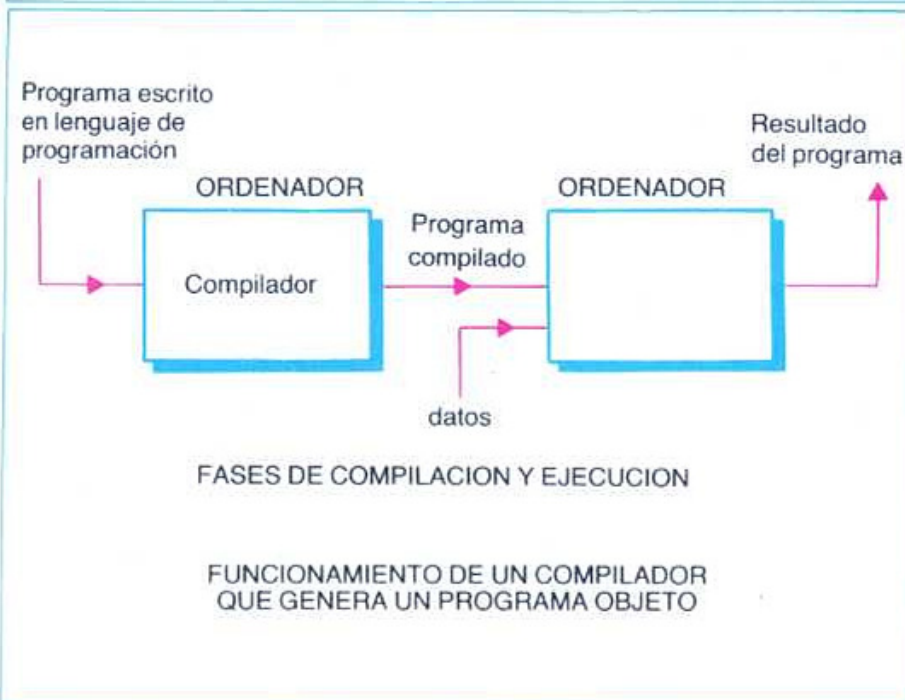 Programa escrito
en lenguaje de
programación
ORDENADOR
Compilador
Programa
compilado
datos
ORDENADOR
Resultado
del programa
FASES DE COMPILACION Y EJECUCION
FUNCIONAMIENTO DE UN COMPILADOR
QUE GENERA UN PROGRAMA OBJETO